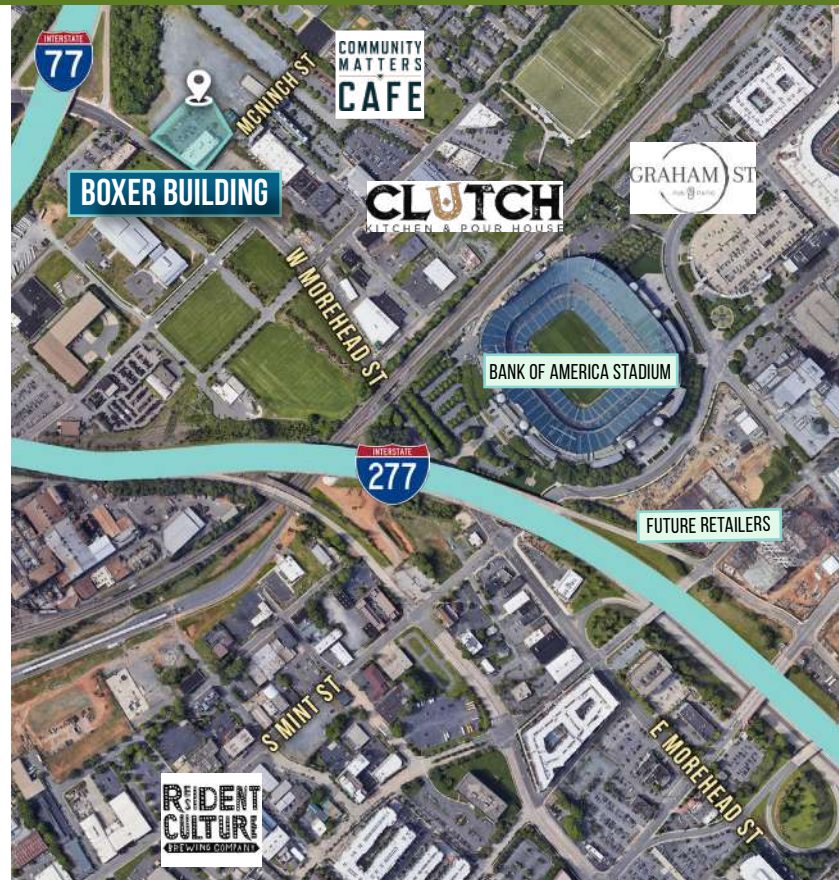 INTERSTATE
77
COMMUNITY
MATTERS
CAFE
MCNINCH ST
BOXER BUILDING
CLUTCH
KITCHEN & POUR HOUSE
GRAHAM ST
PUB & PATIO
W MOREHEAD ST
BANK OF AMERICA STADIUM
INTERSTATE
277
FUTURE RETAILERS
S MINT ST
E MOREHEAD ST
RESIDENT
CULTURE
BREWING COMPANY